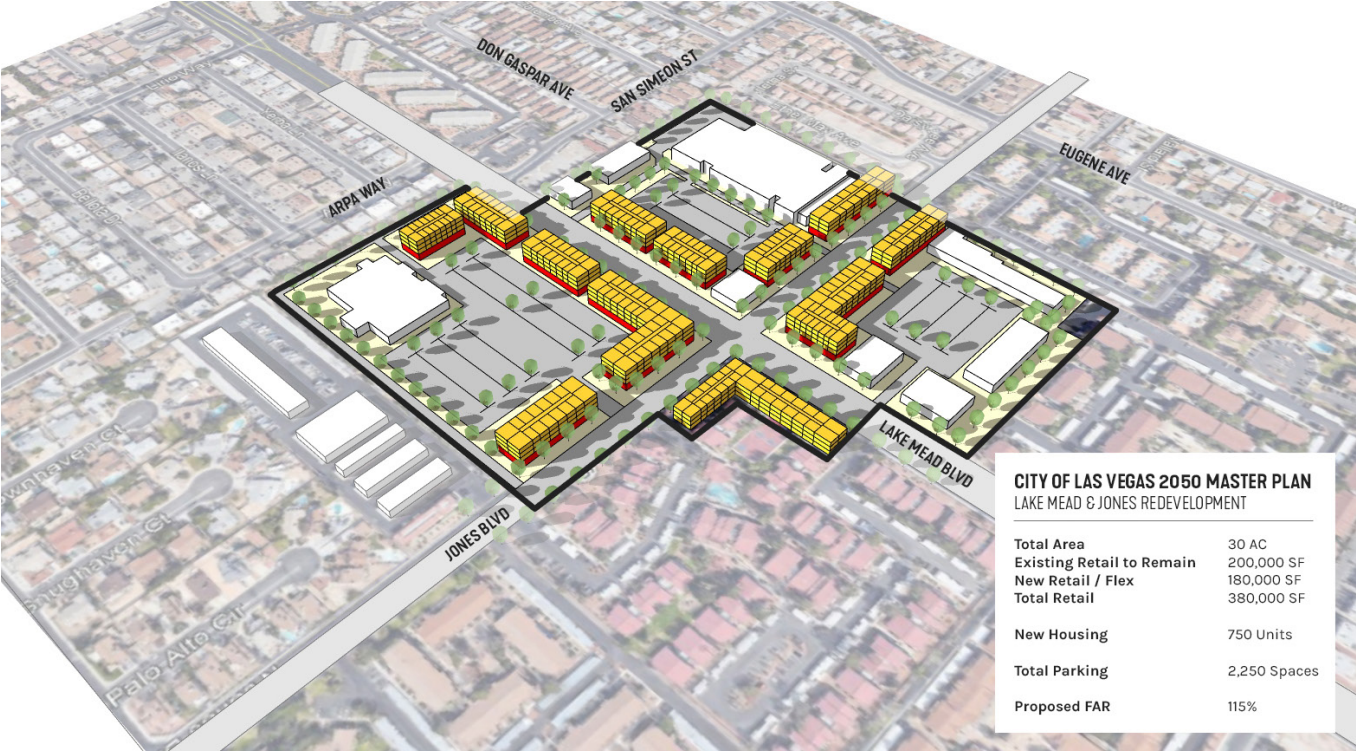 DON GASPAR AVE
SAN SIMEON ST
EUGENE AVE
ARPA WAY
LAKE MEAD BLVD
JONES BLVD
Palo Alto Cir
CITY OF LAS VEGAS 2050 MASTER PLAN
LAKE MEAD & JONES REDEVELOPMENT
Total Area 30 AC
Existing Retail to Remain 200,000 SF
New Retail / Flex 180,000 SF
Total Retail 380,000 SF
New Housing 750 Units
Total Parking 2,250 Spaces
Proposed FAR 115%